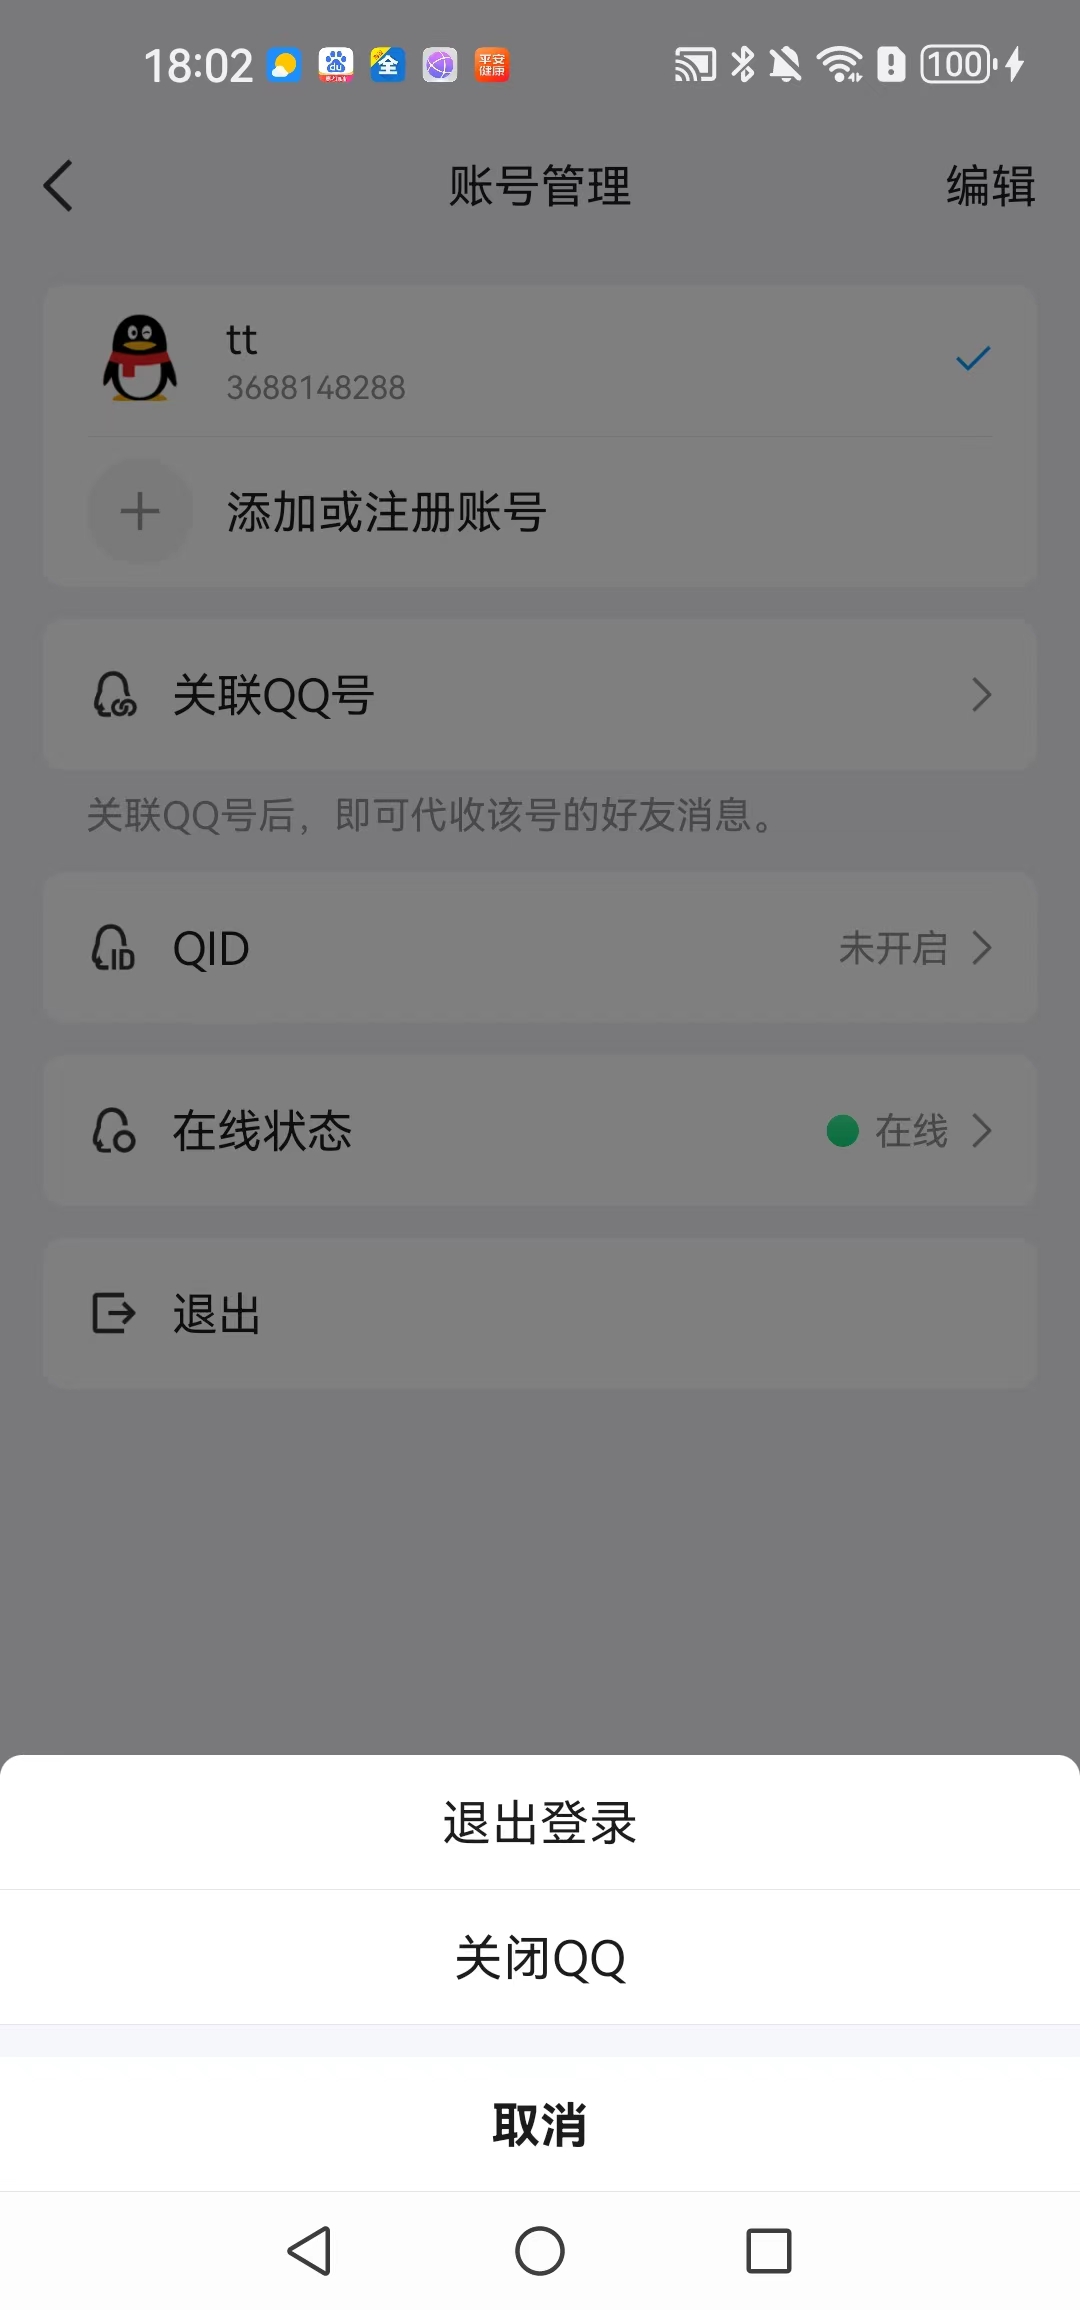 18:02 100
账号管理 编辑
tt
3688148288
添加或注册账号
关联QQ号
关联QQ号后，即可代收该号的好友消息。
QID 未开启
在线状态 在线
退出
退出登录
关闭QQ
取消